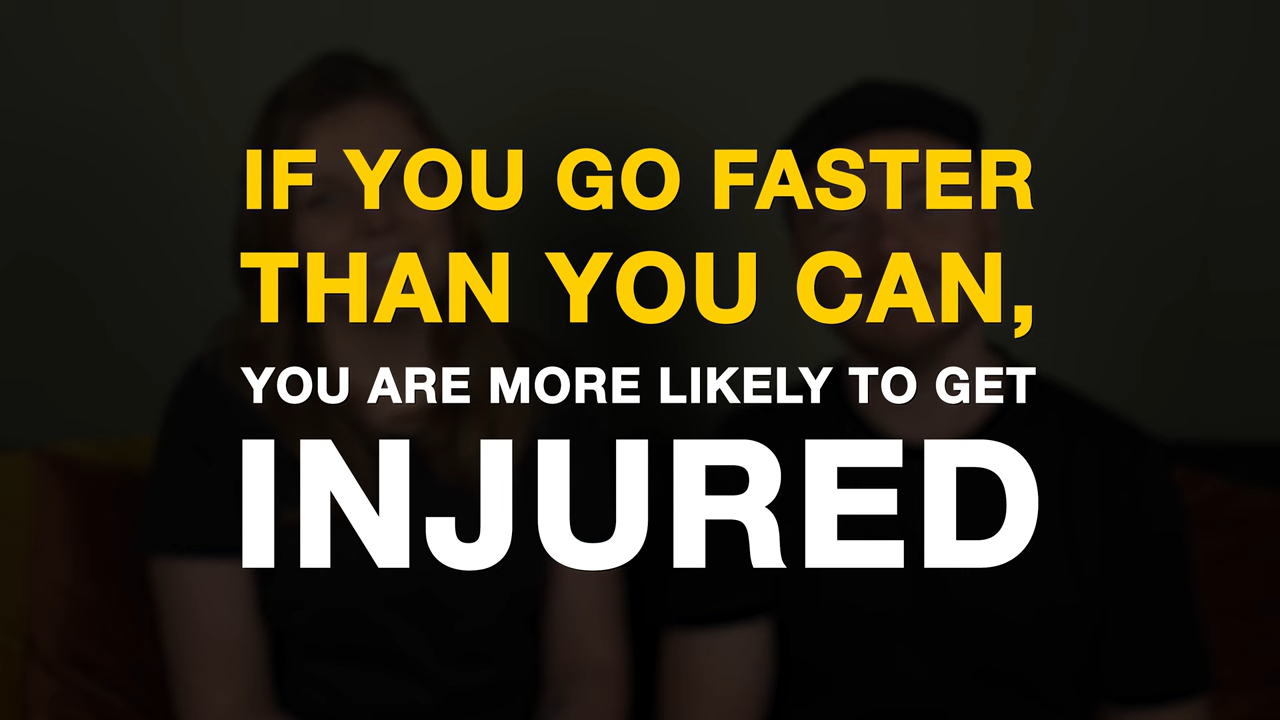 IF YOU GO FASTER
THAN YOU CAN,
YOU ARE MORE LIKELY TO GET
INJURED